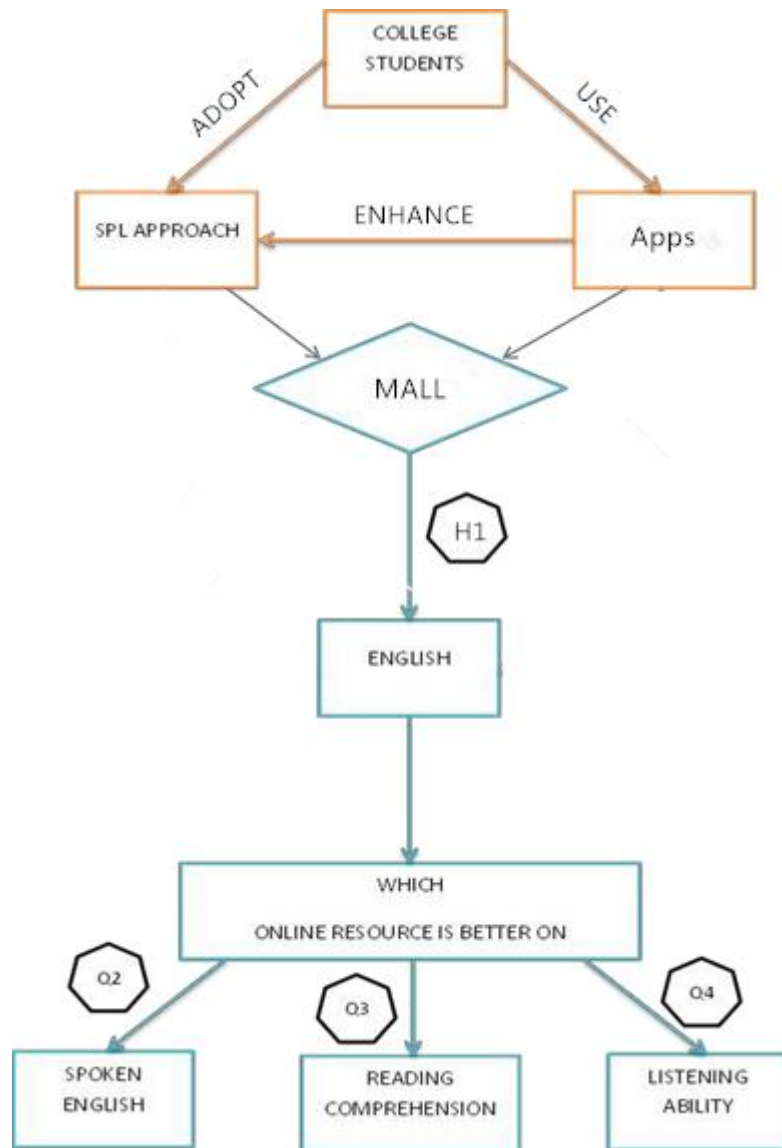 COLLEGE
STUDENTS
ADOPT
USE
SPL APPROACH
ENHANCE
Apps
MALL
H1
ENGLISH
WHICH
ONLINE RESOURCE IS BETTER ON
Q2
Q3
Q4
SPOKEN
ENGLISH
READING
COMPREHENSION
LISTENING
ABILITY